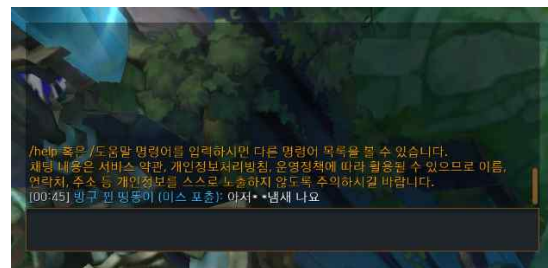 /help 혹은 /도움말 명령어를 입력하시면 다른 명령어 목록을 볼 수 있습니다.
채팅 내용은 서비스 약관, 개인정보처리방침, 운영정책에 따라 활용될 수 있으므로 이름,
연락처, 주소 등 개인정보를 스스로 노출하지 않도록 주의하시길 바랍니다.
[00:45] 방구 뀐 띵똥이 (미스 포츈): 아저• •냄새 나요